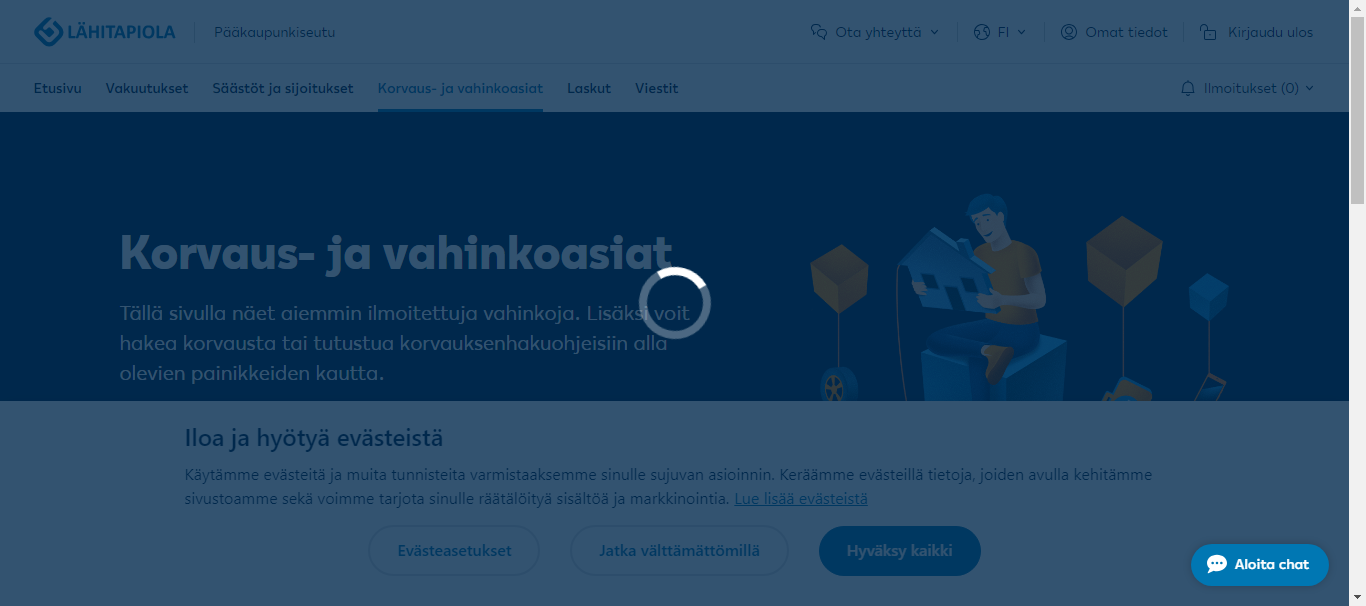 LÄHITAPIOLA
Pääkaupunkiseutu
Ota yhteyttä
FI
Omat tiedot
Kirjaudu ulos
Etusivu
Vakuutukset
Säästöt ja sijoitukset
Korvaus- ja vahinkoasiat
Laskut
Viestit
Ilmoitukset (0)
Korvaus- ja vahinkoasiat
Tällä sivulla näet aiemmin ilmoitettuja vahinkoja. Lisäksi voit
hakea korvausta tai tutustua korvauksenhakuohjeisiin alla
olevien painikkeiden kautta.
Iloa ja hyötyä evästeistä
Käytämme evästeitä ja muita tunnisteita varmistaaksemme sinulle sujuvan asioinnin. Keräämme evästeillä tietoja, joiden avulla kehitämme
sivustoamme sekä voimme tarjota sinulle räätälöityä sisältöä ja markkinointia. Lue lisää evästeistä
Evästeasetukset
Jatka välttämättömillä
Hyväksy kaikki
Aloita chat